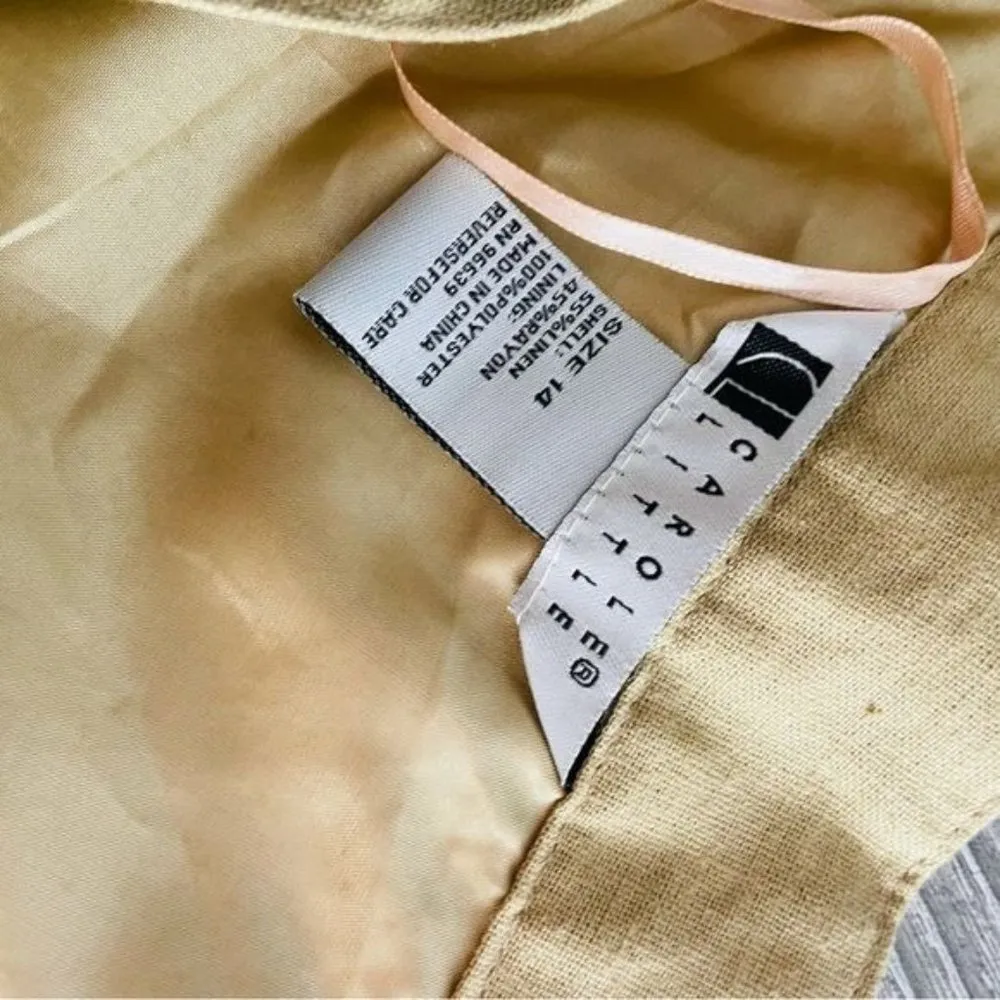 CAROLE
LITTLE®
SIZE 14
SHELL:
55%LINEN
45%RAYON
LINING:
100%POLYESTER
MADE IN CHINA
RN 96639
REVERSE FOR CARE